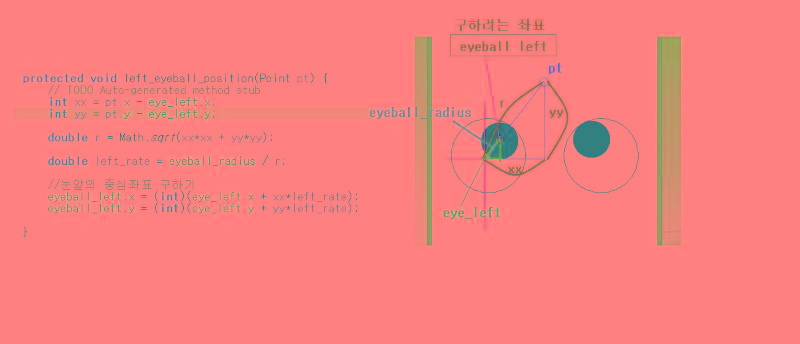 protected void left_eyeball_position(Point pt) {
// TODO Auto-generated method stub
int xx = pt.x - eye_left.x;
int yy = pt.y - eye_left.y;
double r = Math.sqrt(xx*xx + yy*yy);
double left_rate = eyeball_radius / r;
//눈알의 중심좌표 구하기
eyeball_left.x = (int)(eye_left.x + xx*left_rate);
eyeball_left.y = (int)(eye_left.y + yy*left_rate);
}
구하려는 좌표
eyeball left
pt
r
eyeball_radius
yy
xx
eye_left